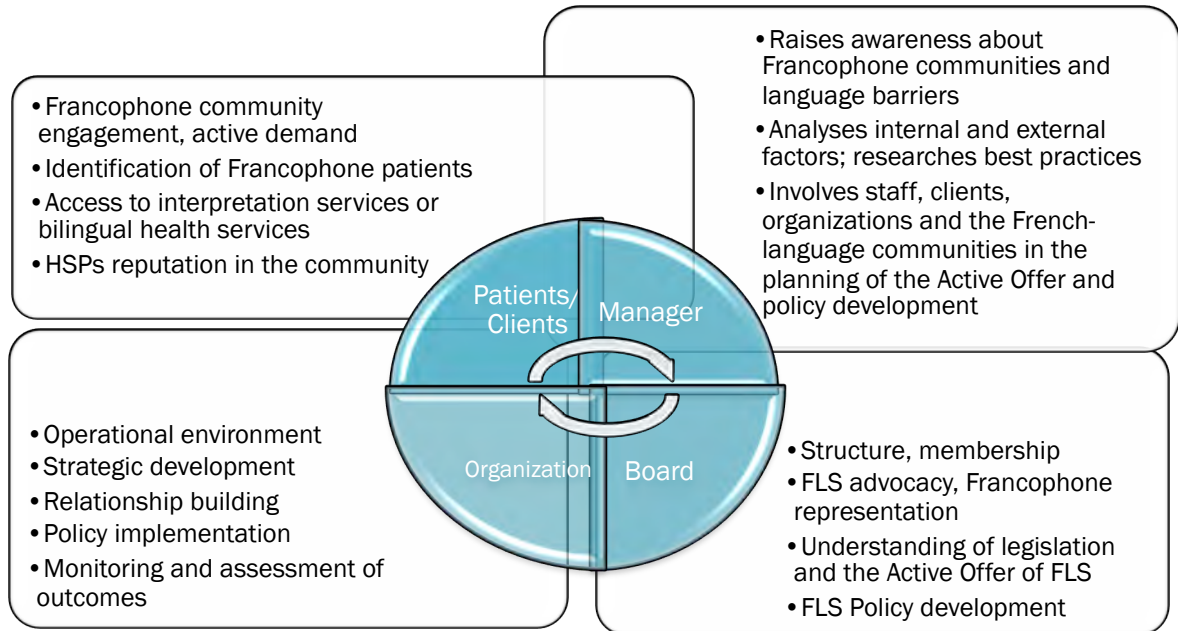 • Francophone community
engagement, active demand
• Identification of Francophone patients
• Access to interpretation services or
bilingual health services
• HSPs reputation in the community
• Raises awareness about
Francophone communities and
language barriers
• Analyses internal and external
factors; researches best practices
• Involves staff, clients,
organizations and the French-
language communities in the
planning of the Active Offer and
policy development
Patients/
Clients
Manager
Organization
Board
• Operational environment
• Strategic development
• Relationship building
• Policy implementation
• Monitoring and assessment of
outcomes
• Structure, membership
• FLS advocacy, Francophone
representation
• Understanding of legislation
and the Active Offer of FLS
• FLS Policy development